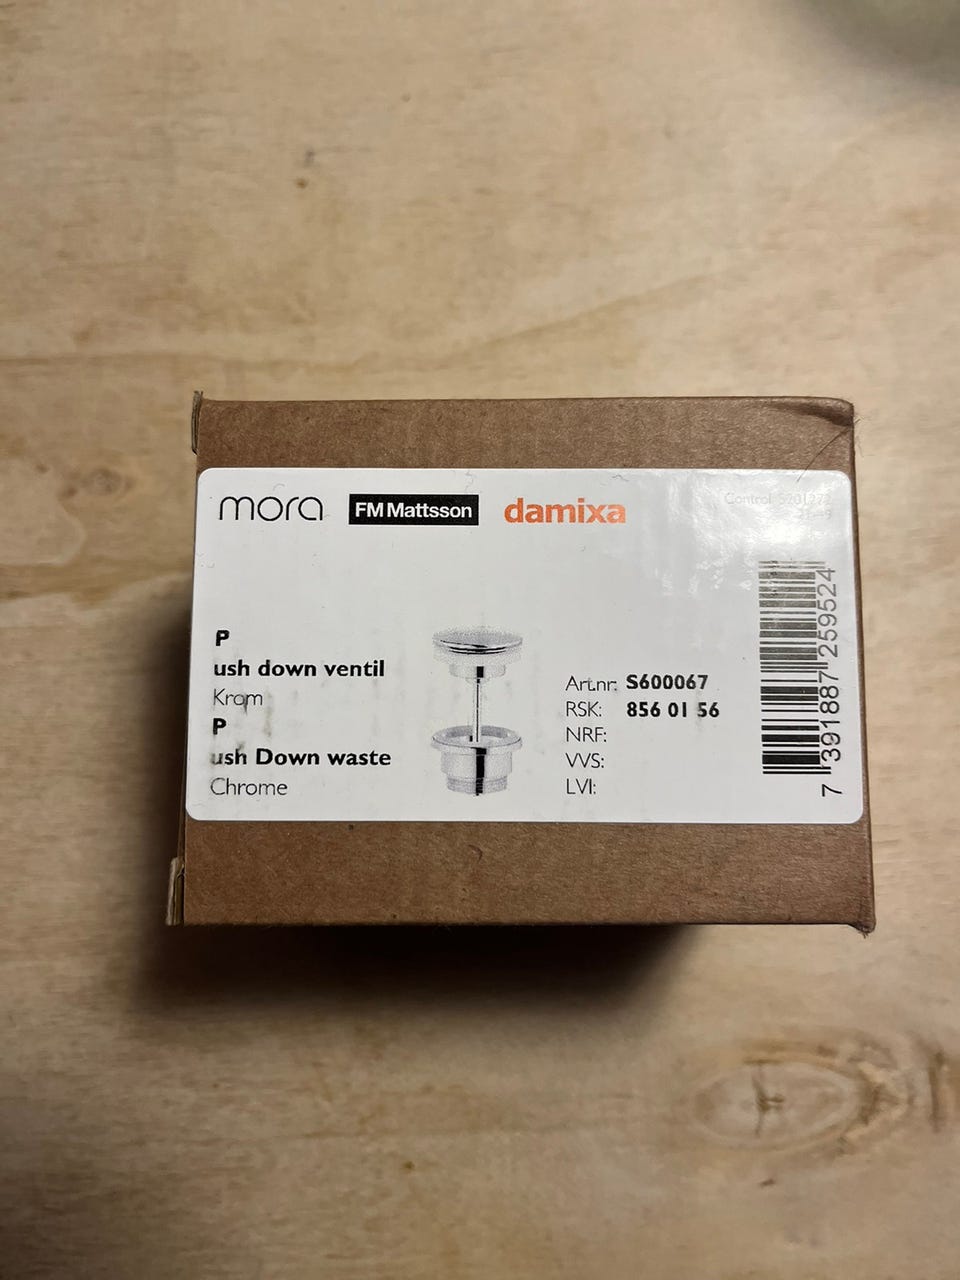 mora FM Mattsson damixa
Control
P
ush down ventil
Krom
P
ush Down waste
Chrome
Art.nr: S600067
RSK: 856 01 56
NRF:
VVS:
LVI:
7 391887 259524